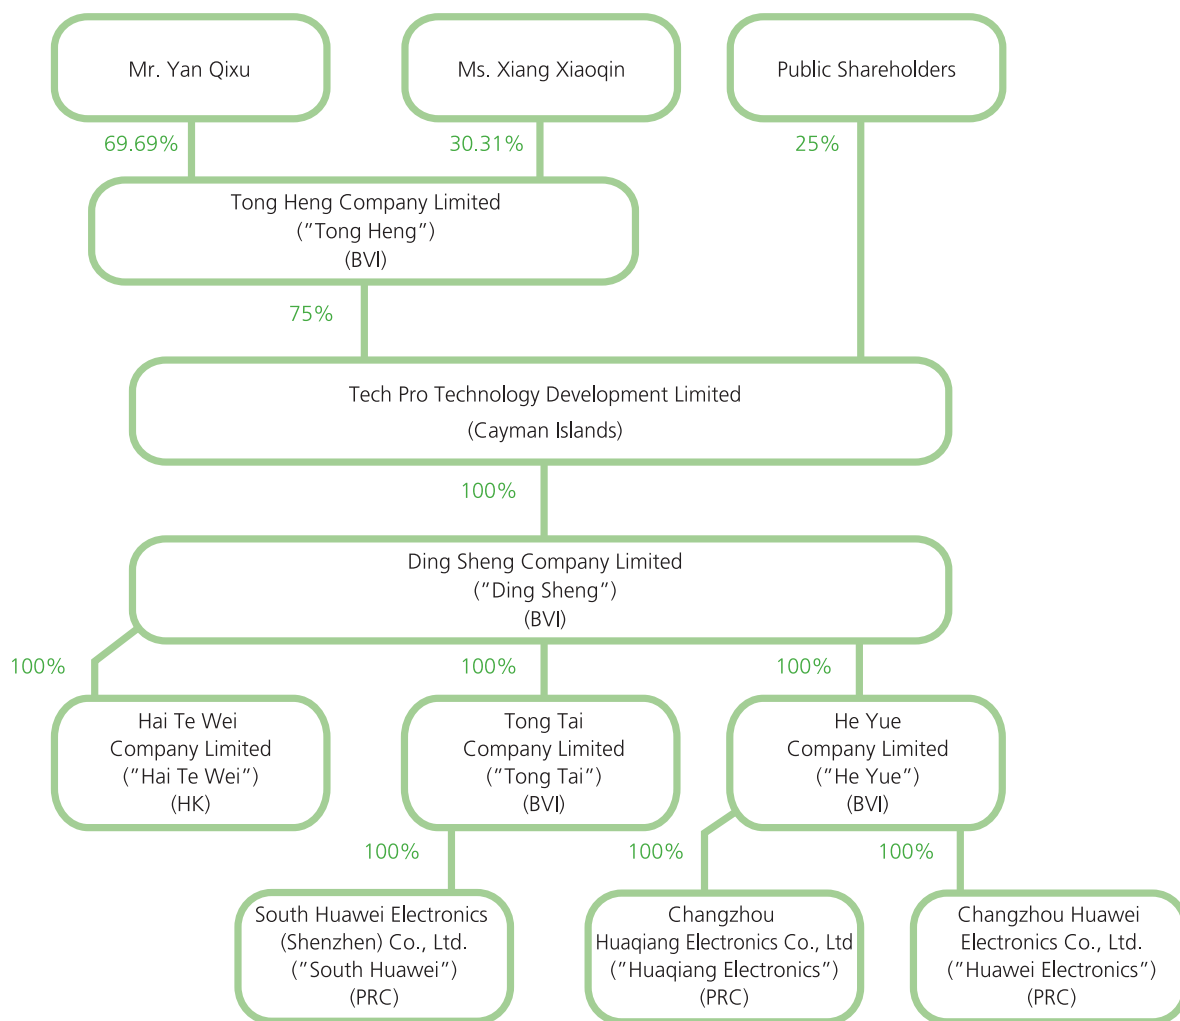 Mr. Yan Qixu
Ms. Xiang Xiaoqin
Public Shareholders
69.69%
30.31%
25%
Tong Heng Company Limited
("Tong Heng")
(BVI)
75%
Tech Pro Technology Development Limited
(Cayman Islands)
100%
Ding Sheng Company Limited
("Ding Sheng")
(BVI)
100%
100%
100%
Hai Te Wei
Company Limited
("Hai Te Wei")
(HK)
Tong Tai
Company Limited
("Tong Tai")
(BVI)
He Yue
Company Limited
("He Yue")
(BVI)
100%
100%
100%
South Huawei Electronics
(Shenzhen) Co., Ltd.
("South Huawei")
(PRC)
Changzhou
Huaqiang Electronics Co., Ltd
("Huaqiang Electronics")
(PRC)
Changzhou Huawei
Electronics Co., Ltd.
("Huawei Electronics")
(PRC)